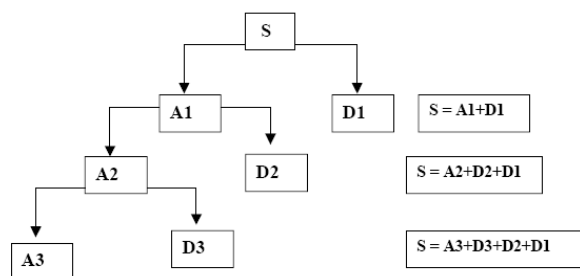 S
A1
D1
S = A1+D1
A2
D2
S = A2+D2+D1
A3
D3
S = A3+D3+D2+D1